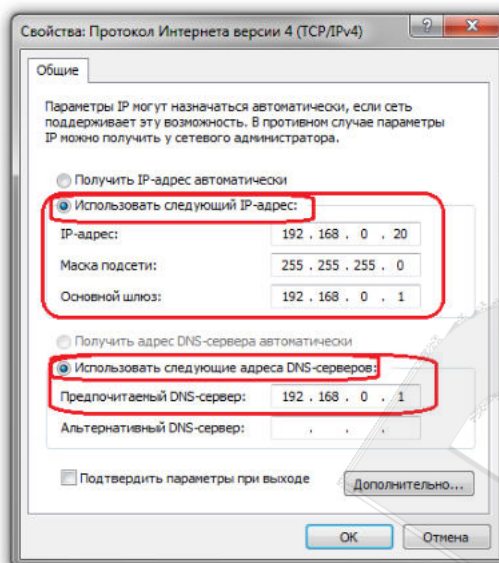 Свойства: Протокол Интернета версии 4 (TCP/IPv4)
Общие
Параметры IP могут назначаться автоматически, если сеть
поддерживает эту возможность. В противном случае параметры
IP можно получить у сетевого администратора.
Получить IP-адрес автоматически
Использовать следующий IP-адрес:
IP-адрес: 192 . 168 . 0 . 20
Маска подсети: 255 . 255 . 255 . 0
Основной шлюз: 192 . 168 . 0 . 1
Получить адрес DNS-сервера автоматически
Использовать следующие адреса DNS-серверов:
Предпочитаемый DNS-сервер: 192 . 168 . 0 . 1
Альтернативный DNS-сервер: . . .
Подтвердить параметры при выходе
Дополнительно...
ОК Отмена